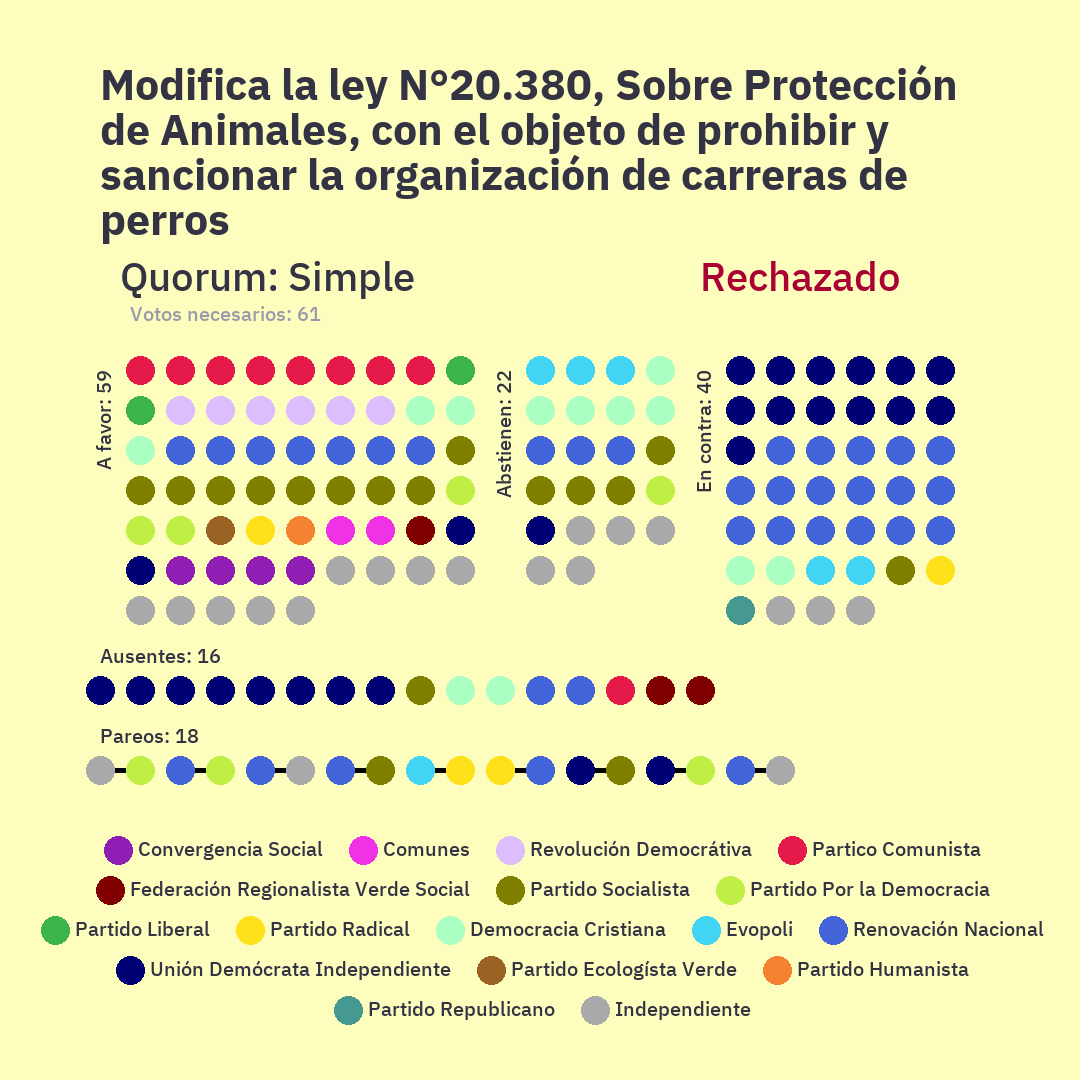 Modifica la ley N°20.380, Sobre Protección
de Animales, con el objeto de prohibir y
sancionar la organización de carreras de
perros
Quorum: Simple
Rechazado
Votos necesarios: 61
A favor: 59
Abstienen: 22
En contra: 40
Ausentes: 16
Pareos: 18
Convergencia Social Comunes Revolución Democrátiva Partico Comunista
Federación Regionalista Verde Social Partido Socialista Partido Por la Democracia
Partido Liberal Partido Radical Democracia Cristiana Evopoli Renovación Nacional
Unión Demócrata Independiente Partido Ecologísta Verde Partido Humanista
Partido Republicano Independiente